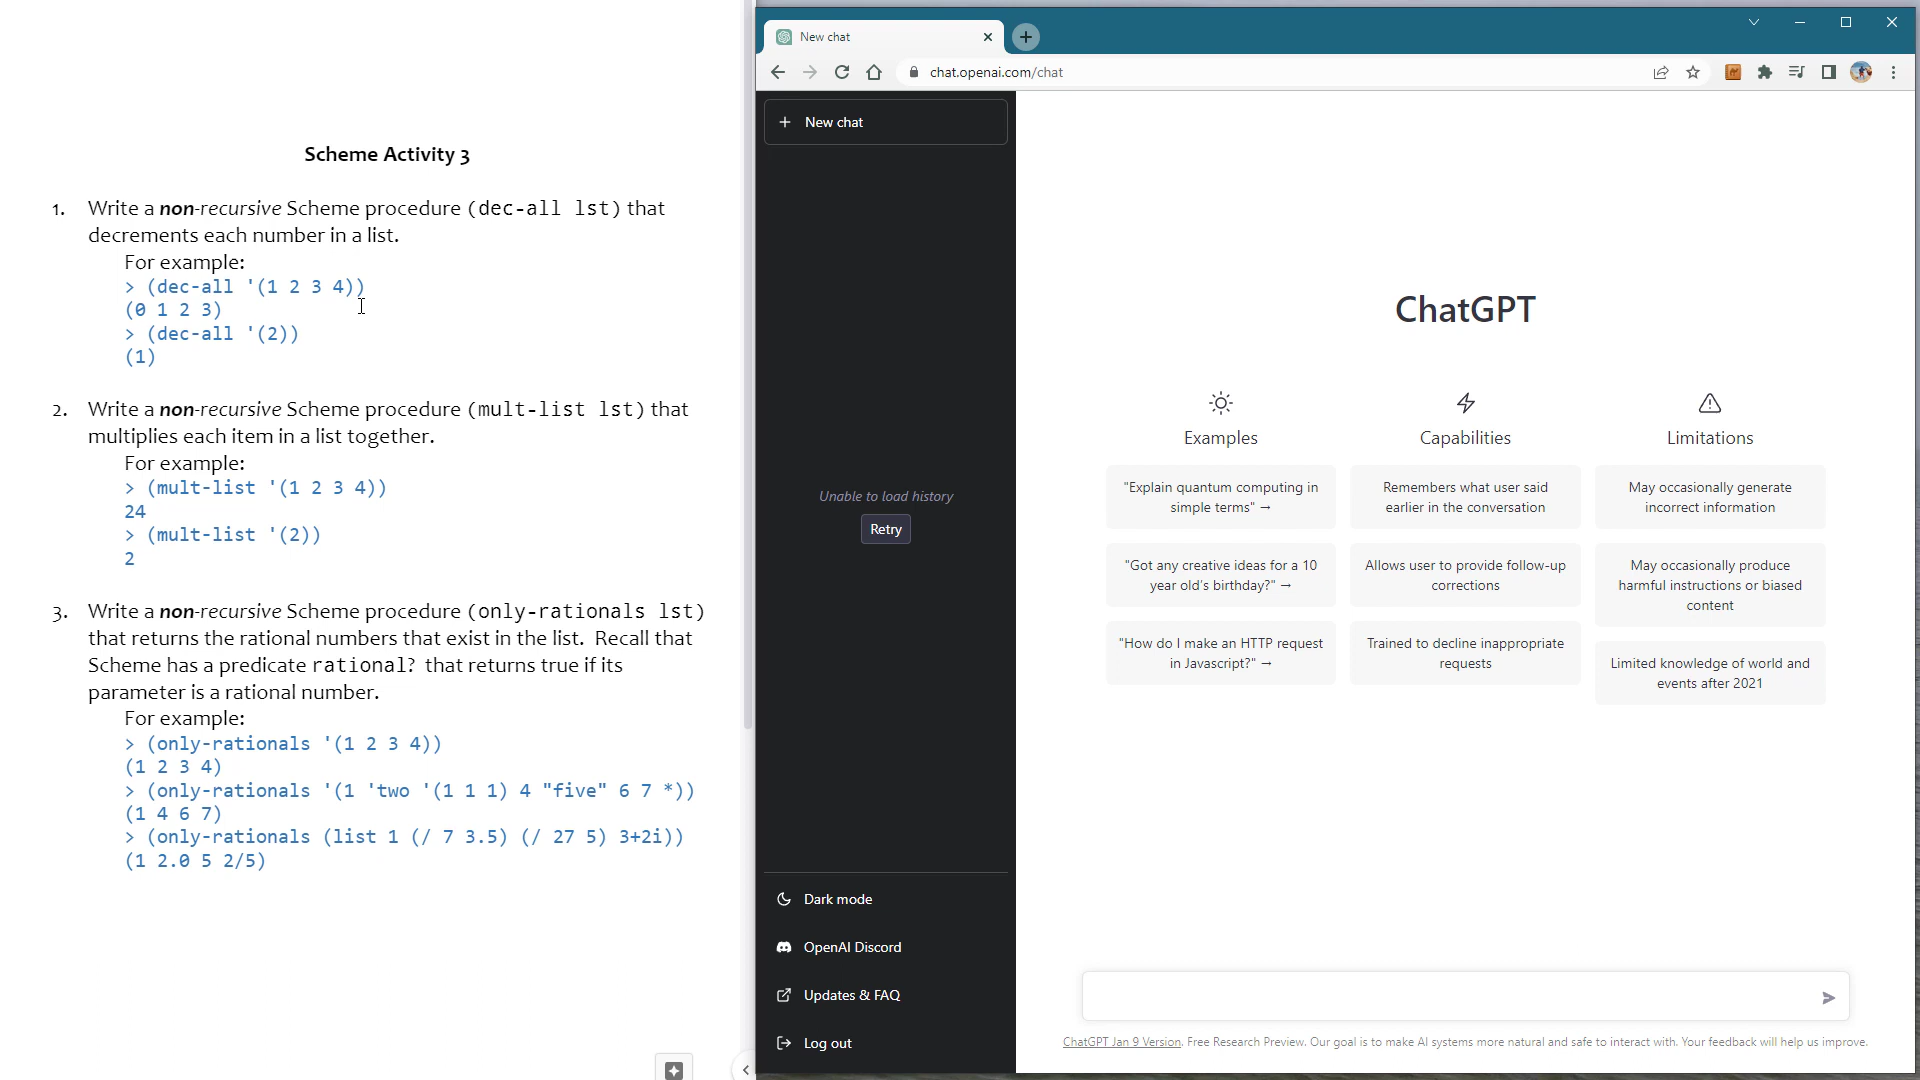 Scheme Activity 3
1. Write a non-recursive Scheme procedure (dec-all lst) that
decrements each number in a list.
For example:
> (dec-all '(1 2 3 4))
(0 1 2 3)
> (dec-all '(2))
(1)
2. Write a non-recursive Scheme procedure (mult-list lst) that
multiplies each item in a list together.
For example:
> (mult-list '(1 2 3 4))
24
> (mult-list '(2))
2
3. Write a non-recursive Scheme procedure (only-rationals lst)
that returns the rational numbers that exist in the list. Recall that
Scheme has a predicate rational? that returns true if its
parameter is a rational number.
For example:
> (only-rationals '(1 2 3 4))
(1 2 3 4)
> (only-rationals '(1 'two '(1 1 1) 4 "five" 6 7 *))
(1 4 6 7)
> (only-rationals (list 1 (/ 7 3.5) (/ 27 5) 3+2i))
(1 2.0 5 2/5)
New chat
chat.openai.com/chat
New chat
Unable to load history
Retry
Dark mode
OpenAI Discord
Updates & FAQ
Log out
ChatGPT
Examples
"Explain quantum computing in
simple terms" →
"Got any creative ideas for a 10
year old's birthday?" →
"How do I make an HTTP request
in Javascript?" →
Capabilities
Remembers what user said
earlier in the conversation
Allows user to provide follow-up
corrections
Trained to decline inappropriate
requests
Limitations
May occasionally generate
incorrect information
May occasionally produce
harmful instructions or biased
content
Limited knowledge of world and
events after 2021
ChatGPT Jan 9 Version. Free Research Preview. Our goal is to make AI systems more natural and safe to interact with. Your feedback will help us improve.